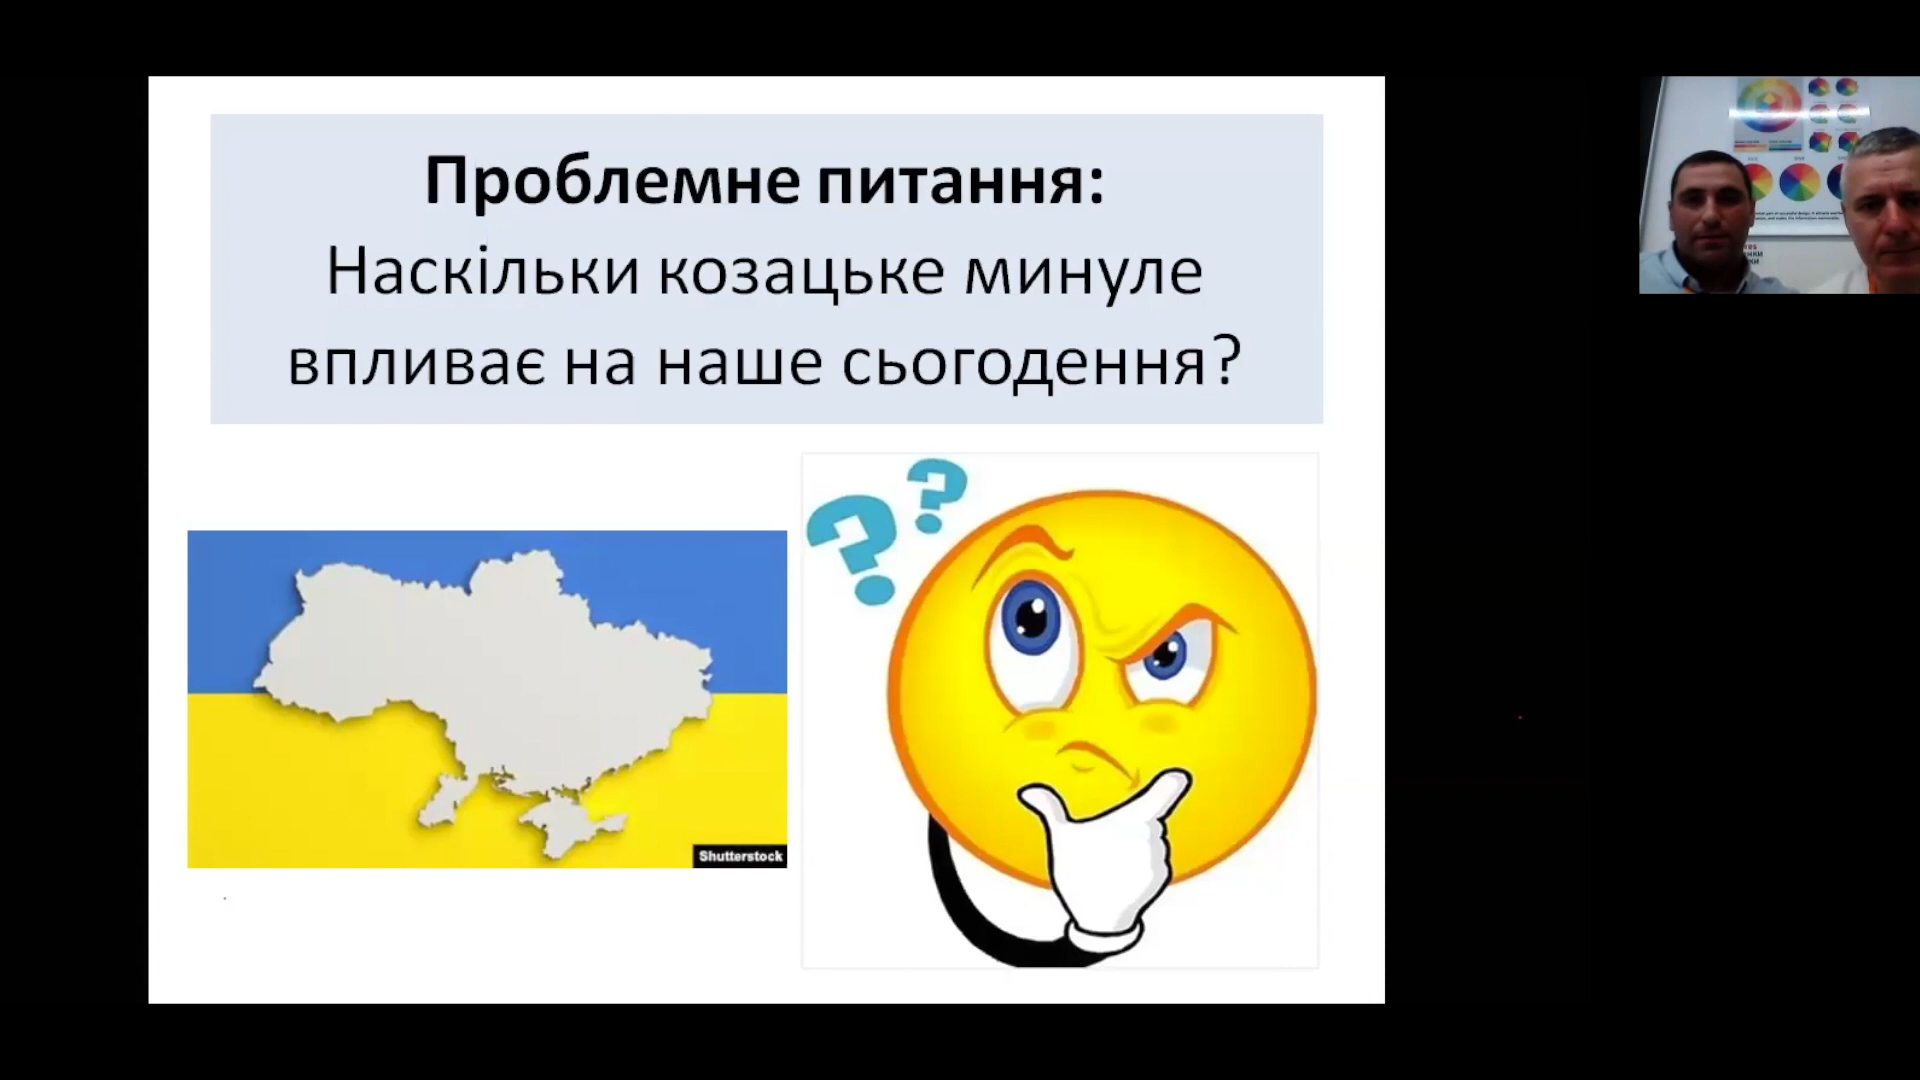 Проблемне питання:
Наскільки козацьке минуле
впливає на наше сьогодення?
? ?
Shutterstock